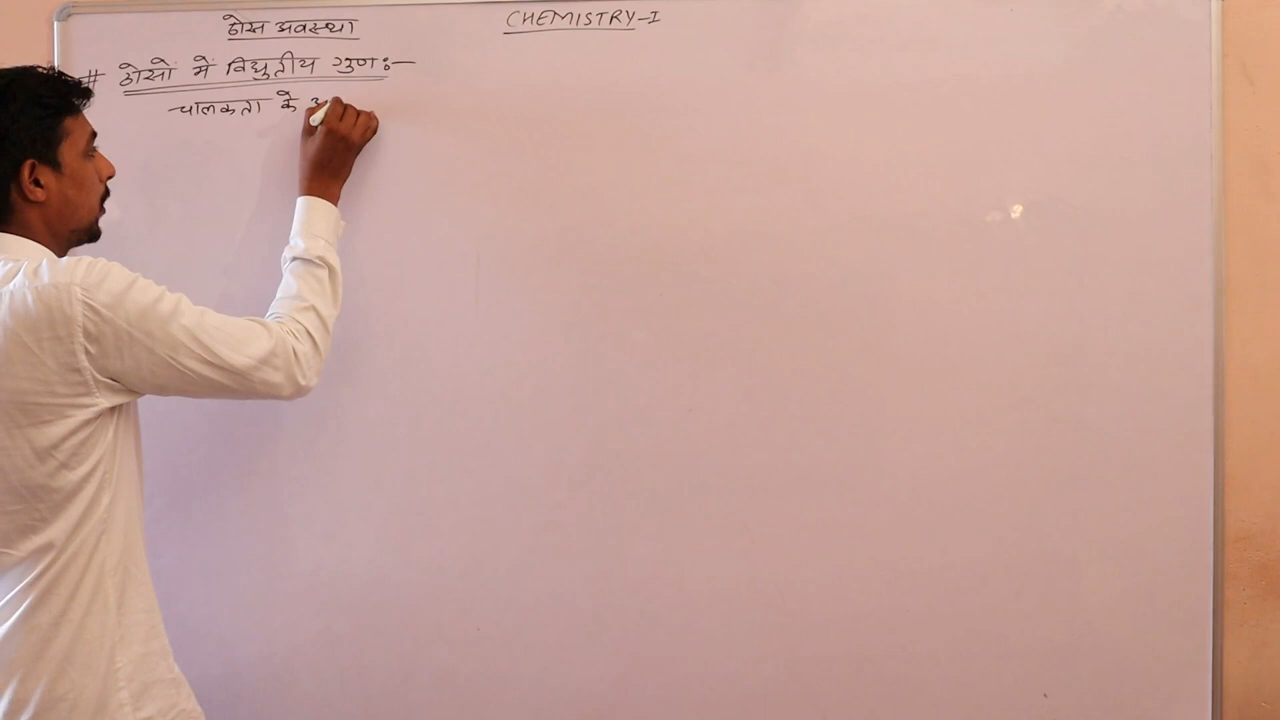 ठोस अवस्था
CHEMISTRY-I
# ठोसों में विद्युतीय गुण :-
चालकता के